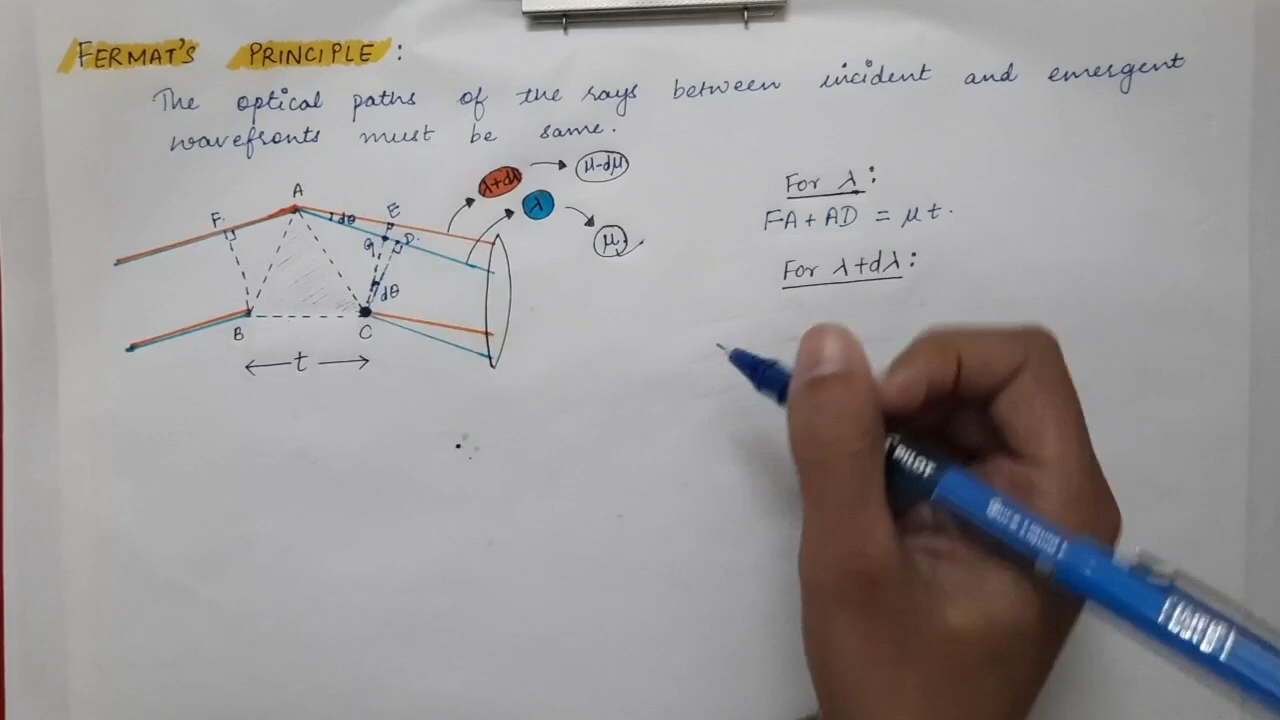 FERMAT'S PRINCIPLE :
The optical paths of the rays between incident and emergent
wavefronts must be same.
λ+dλ
μ-dμ
λ
μ
A
F
dθ
E
G
D
dθ
B
C
t
For λ:
FA+AD = μt.
For λ+dλ:
PILOT